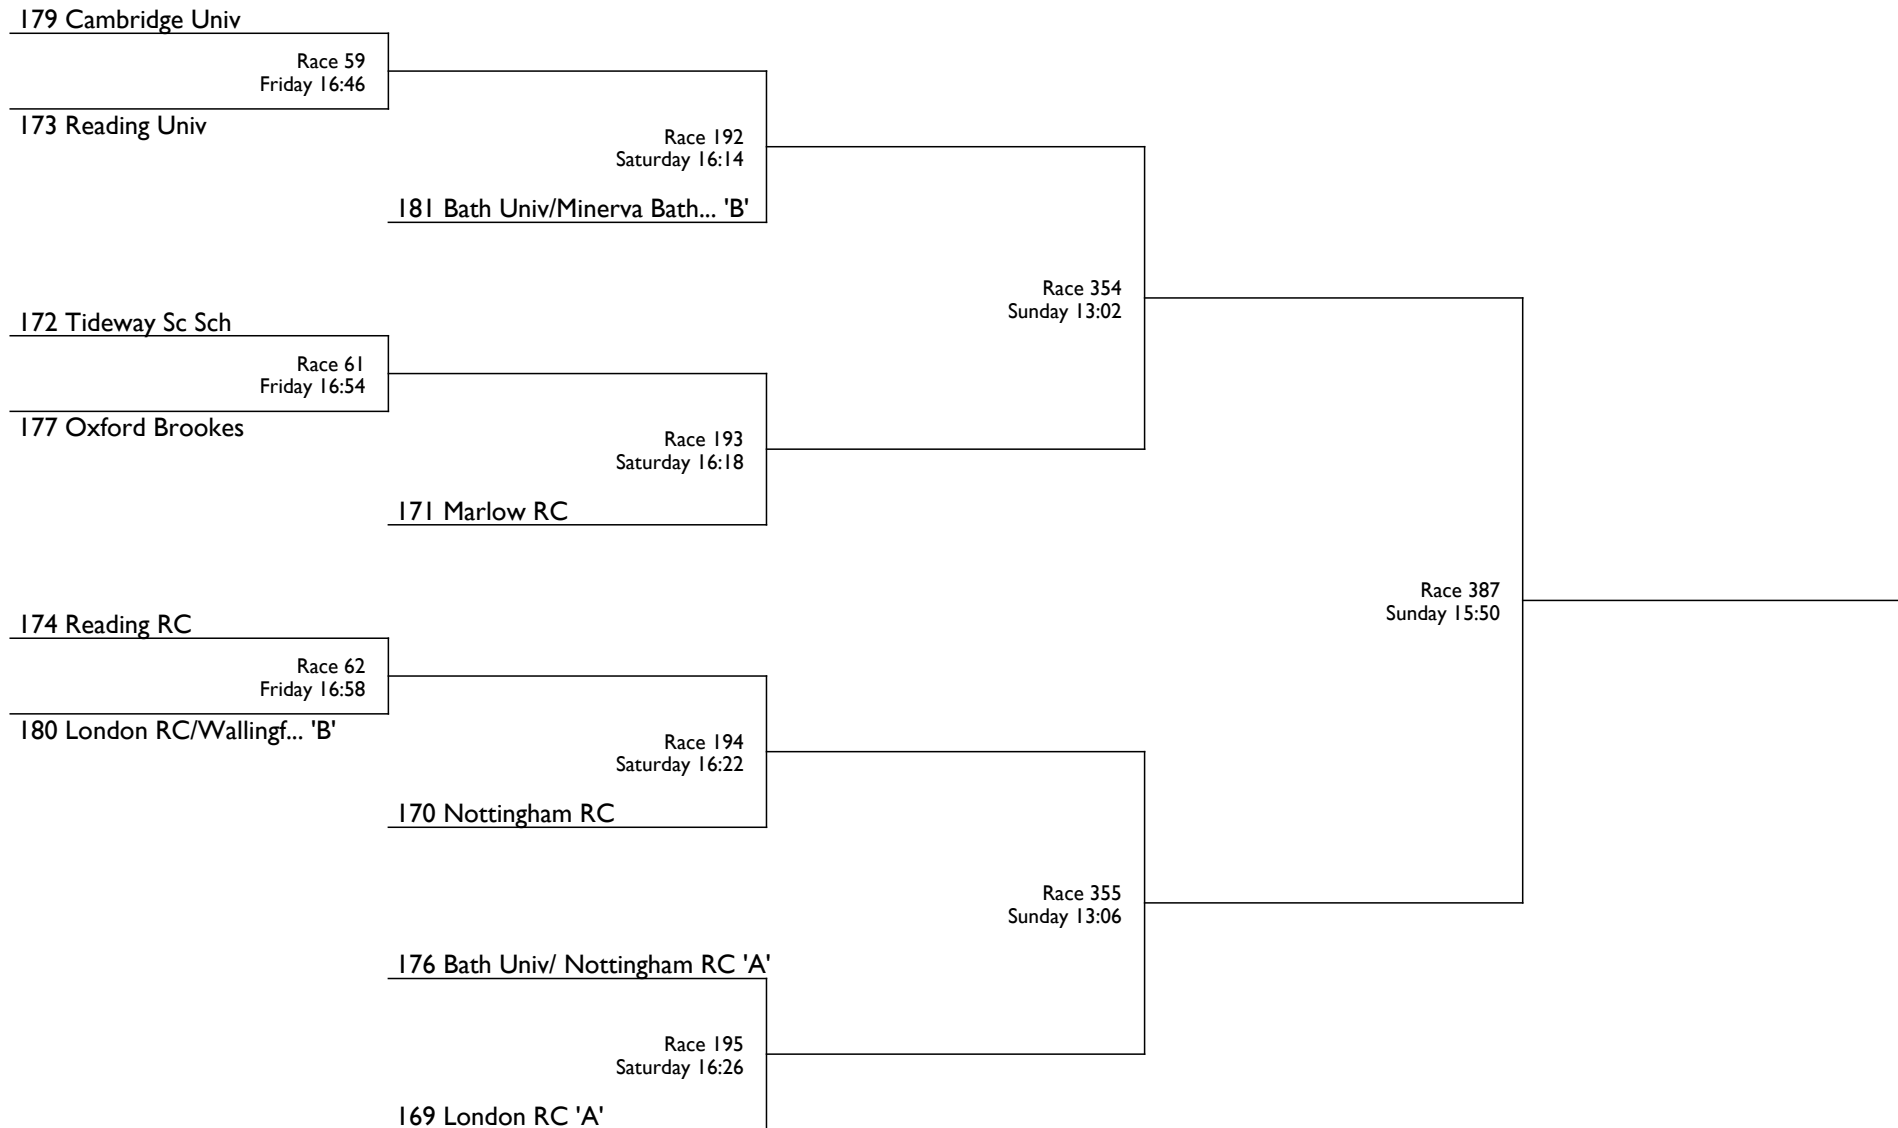 179 Cambridge Univ
Race 59
Friday 16:46
173 Reading Univ
Race 192
Saturday 16:14
181 Bath Univ/Minerva Bath... 'B'
Race 354
Sunday 13:02
172 Tideway Sc Sch
Race 61
Friday 16:54
177 Oxford Brookes
Race 193
Saturday 16:18
171 Marlow RC
Race 387
Sunday 15:50
174 Reading RC
Race 62
Friday 16:58
180 London RC/Wallingf... 'B'
Race 194
Saturday 16:22
170 Nottingham RC
Race 355
Sunday 13:06
176 Bath Univ/ Nottingham RC 'A'
Race 195
Saturday 16:26
169 London RC 'A'